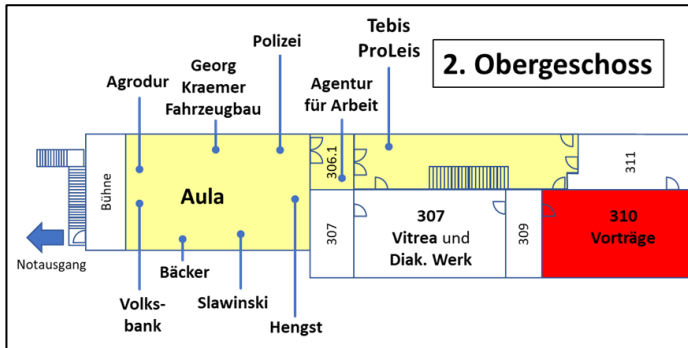 2. Obergeschoss
Tebis
ProLeis
Polizei
Georg
Kraemer
Fahrzeugbau
Agrodur
Agentur
für Arbeit
Bühne
Aula
306.1
311
307
307
Vitrea und
Diak. Werk
309
310
Vorträge
Notausgang
Volks-
bank
Bäcker
Slawinski
Hengst